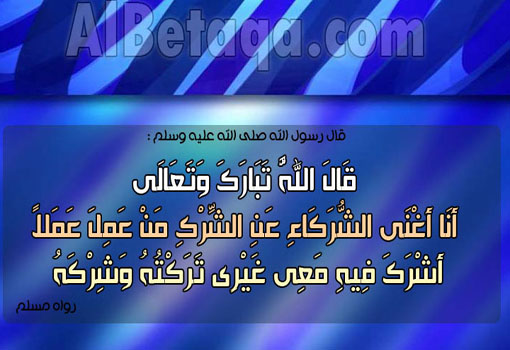 AlBetaqa.com
قال رسول الله صلى الله عليه وسلم :
قَالَ اللَّهُ تَبَارَكَ وَتَعَالَى
أَنَا أَغْنَى الشُّرَكَاءِ عَنِ الشِّرْكِ مَنْ عَمِلَ عَمَلاً
أَشْرَكَ فِيهِ مَعِى غَيْرِى تَرَكْتُهُ وَشِرْكَهُ
رواه مسلم